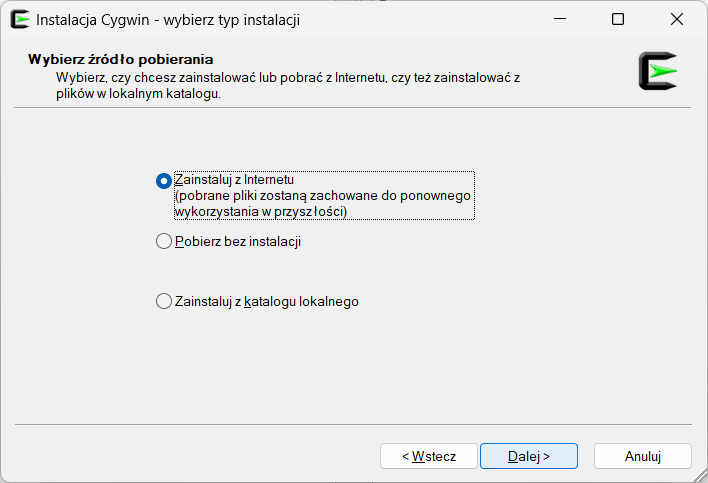 Instalacja Cygwin - wybierz typ instalacji
Wybierz źródło pobierania
Wybierz, czy chcesz zainstalować lub pobrać z Internetu, czy też zainstalować z
plików w lokalnym katalogu.
Zainstaluj z Internetu
(pobrane pliki zostaną zachowane do ponownego
wykorzystania w przyszłości)
Pobierz bez instalacji
Zainstaluj z katalogu lokalnego
< Wstecz
Dalej >
Anuluj